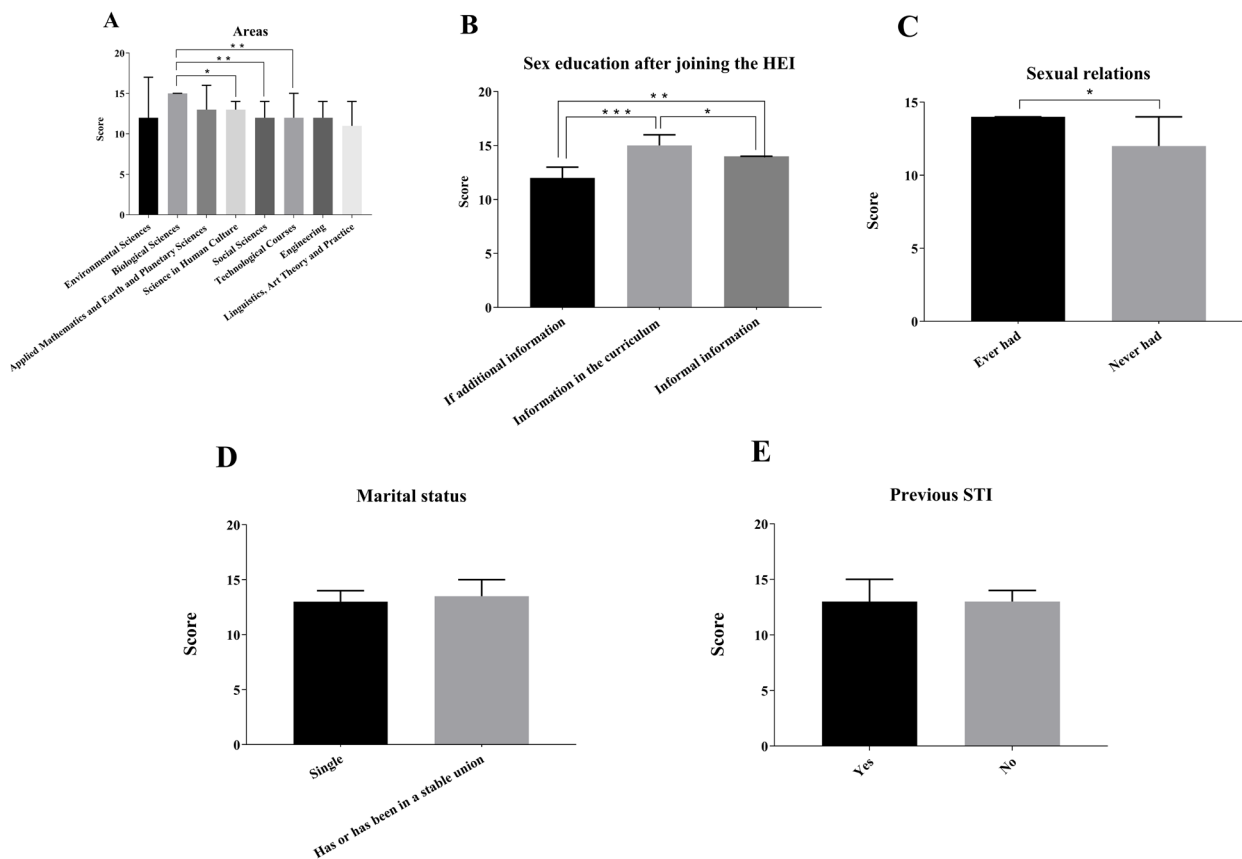 A
Areas
* *
* *
*
Score
20
15
10
5
0
Environmental Sciences
Biological Sciences
Applied Mathematics and Earth and Planetary Sciences
Science in Human Culture
Social Sciences
Technological Courses
Engineering
Linguistics, Art Theory and Practice
B
Sex education after joining the HEI
* *
* * *
*
Score
20
15
10
5
0
If additional information
Information in the curriculum
Informal information
C
Sexual relations
*
Score
15
10
5
0
Ever had
Never had
D
Marital status
Score
20
15
10
5
0
Single
Has or has been in a stable union
E
Previous STI
Score
20
15
10
5
0
Yes
No